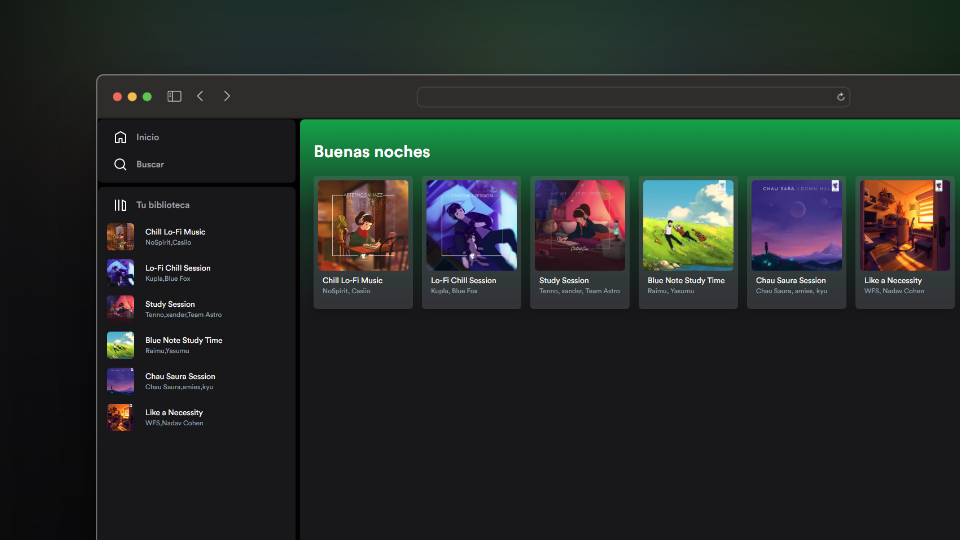 Inicio
Buscar
Tu biblioteca
Chill Lo-Fi Music
NoSpirit,Casiio
Lo-Fi Chill Session
Kupla,Blue Fox
Study Session
Tenno,xander,Team Astro
Blue Note Study Time
Raimu,Yasumu
Chau Saura Session
Chau Saura,amies,kyu
Like a Necessity
WFS,Nadav Cohen
Buenas noches
CHAU SARA
Chill Lo-Fi Music
NoSpirit, Casiio
Lo-Fi Chill Session
Kupla, Blue Fox
Study Session
Tenno, xander, Team Astro
Blue Note Study Time
Raimu, Yasumu
Chau Saura Session
Chau Saura, amies, kyu
Like a Necessity
WFS, Nadav Cohen